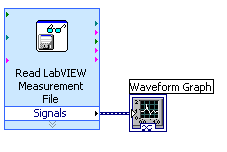 Read LabVIEW
Measurement
File
Signals
Waveform Graph